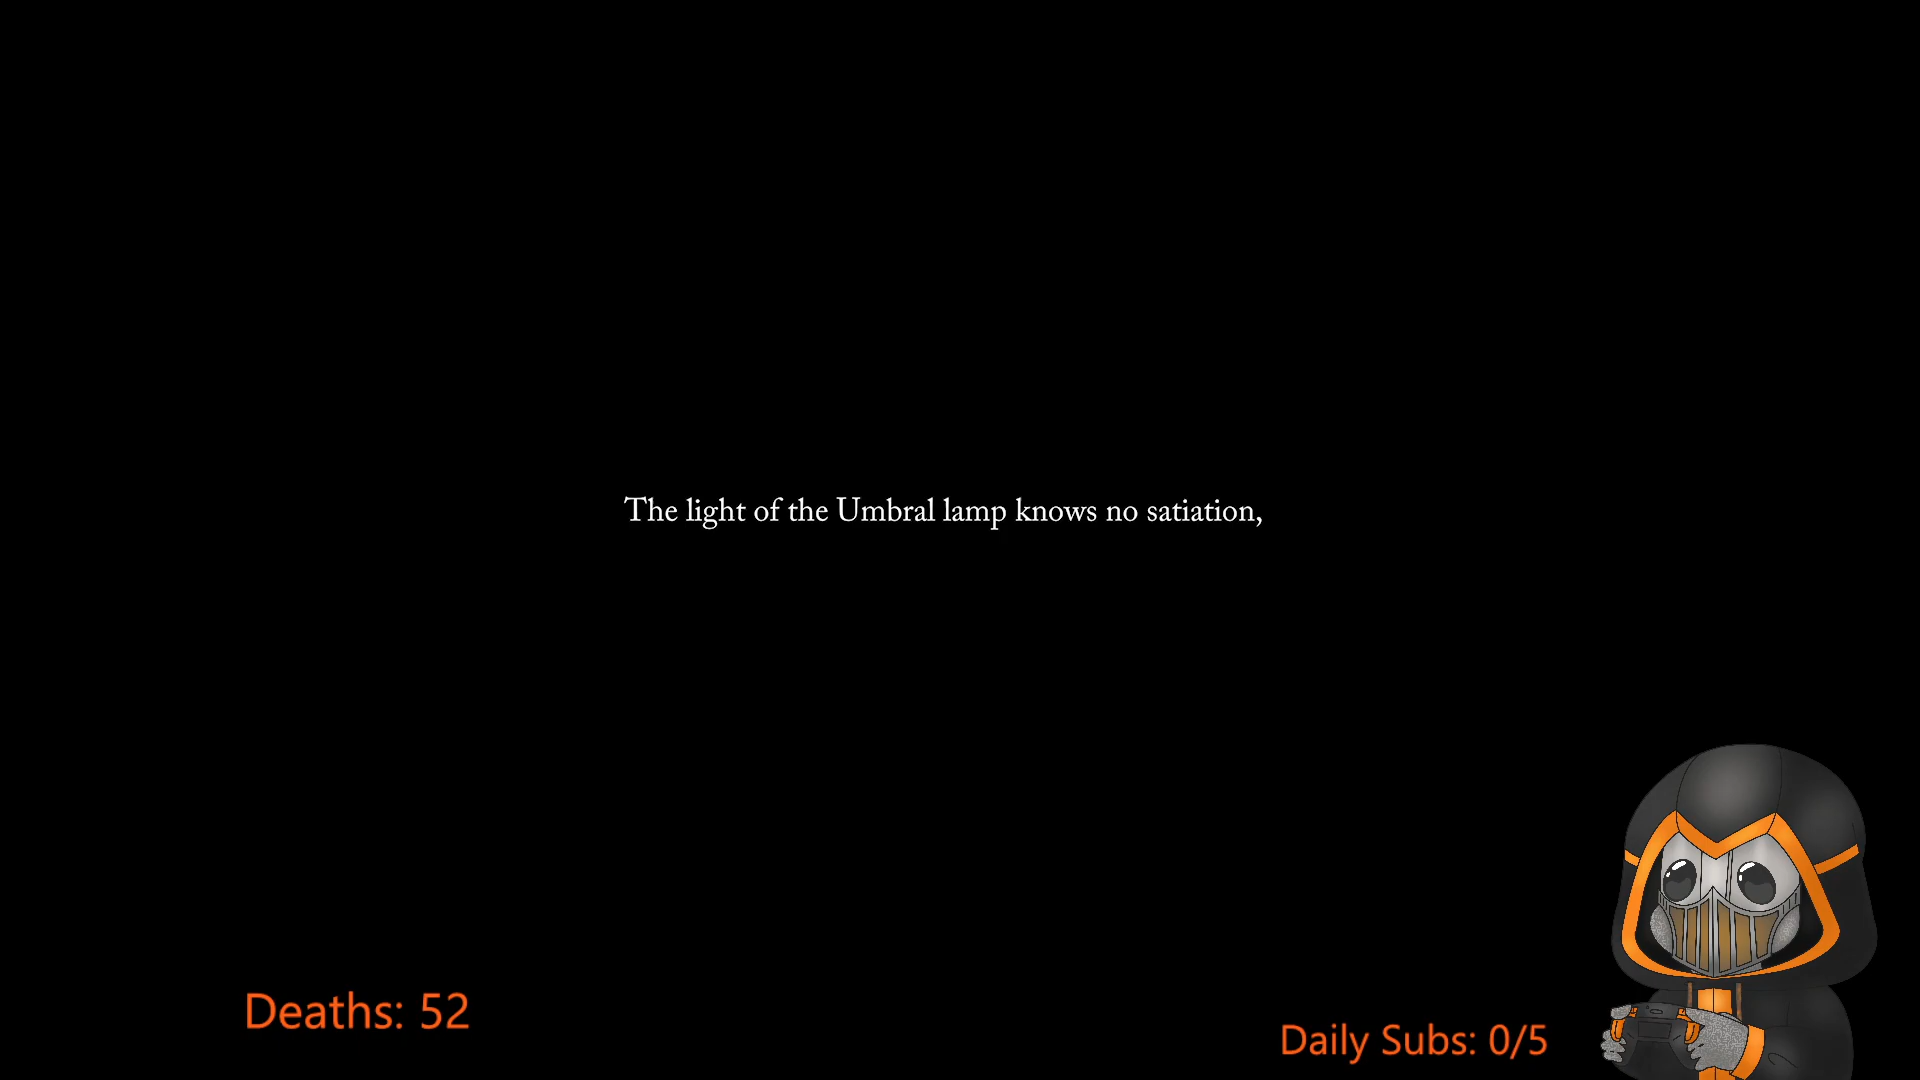 The light of the Umbral lamp knows no satiation,
Deaths: 52
Daily Subs: 0/5